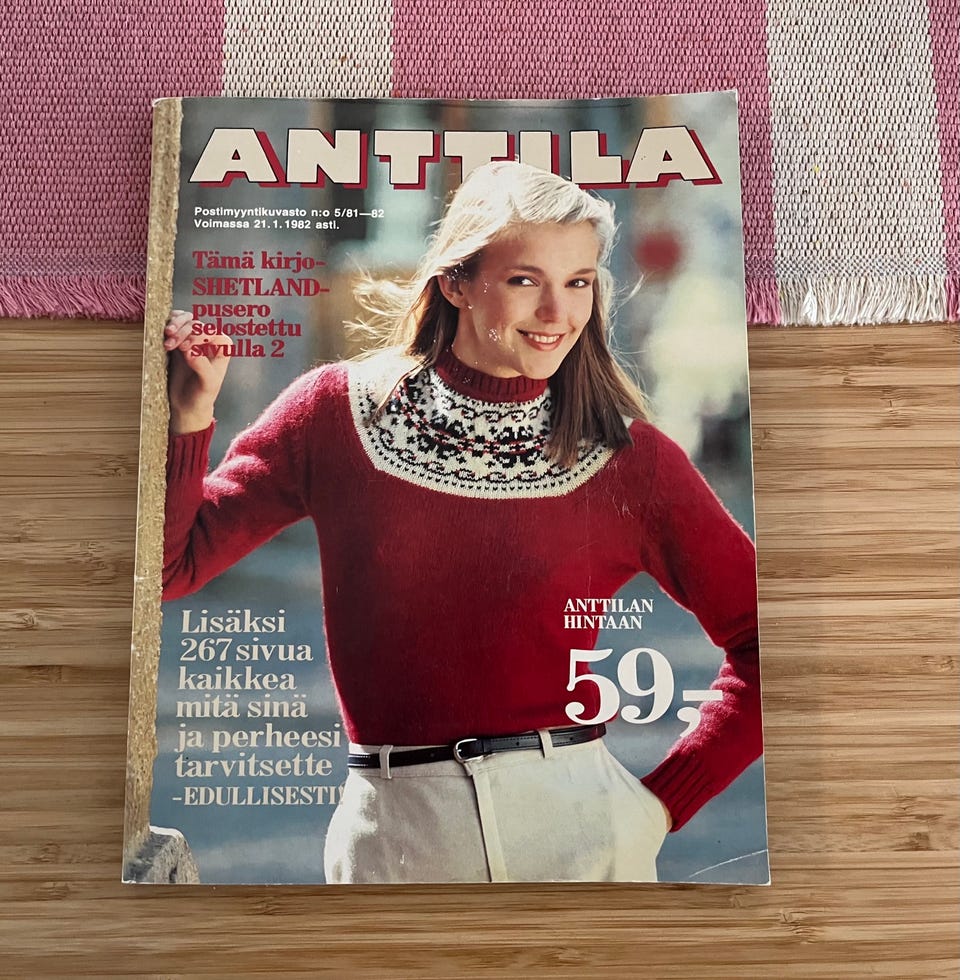 ANTTILA
Postimyyntikuvasto n:o 5/81—82
Voimassa 21.1.1982 asti.
Tämä kirjo-
SHETLAND-
pusero
selostettu
sivulla 2
Lisäksi
267 sivua
kaikkea
mitä sinä
ja perheesi
tarvitsette
-EDULLISESTI!
ANTTILAN
HINTAAN
59,-